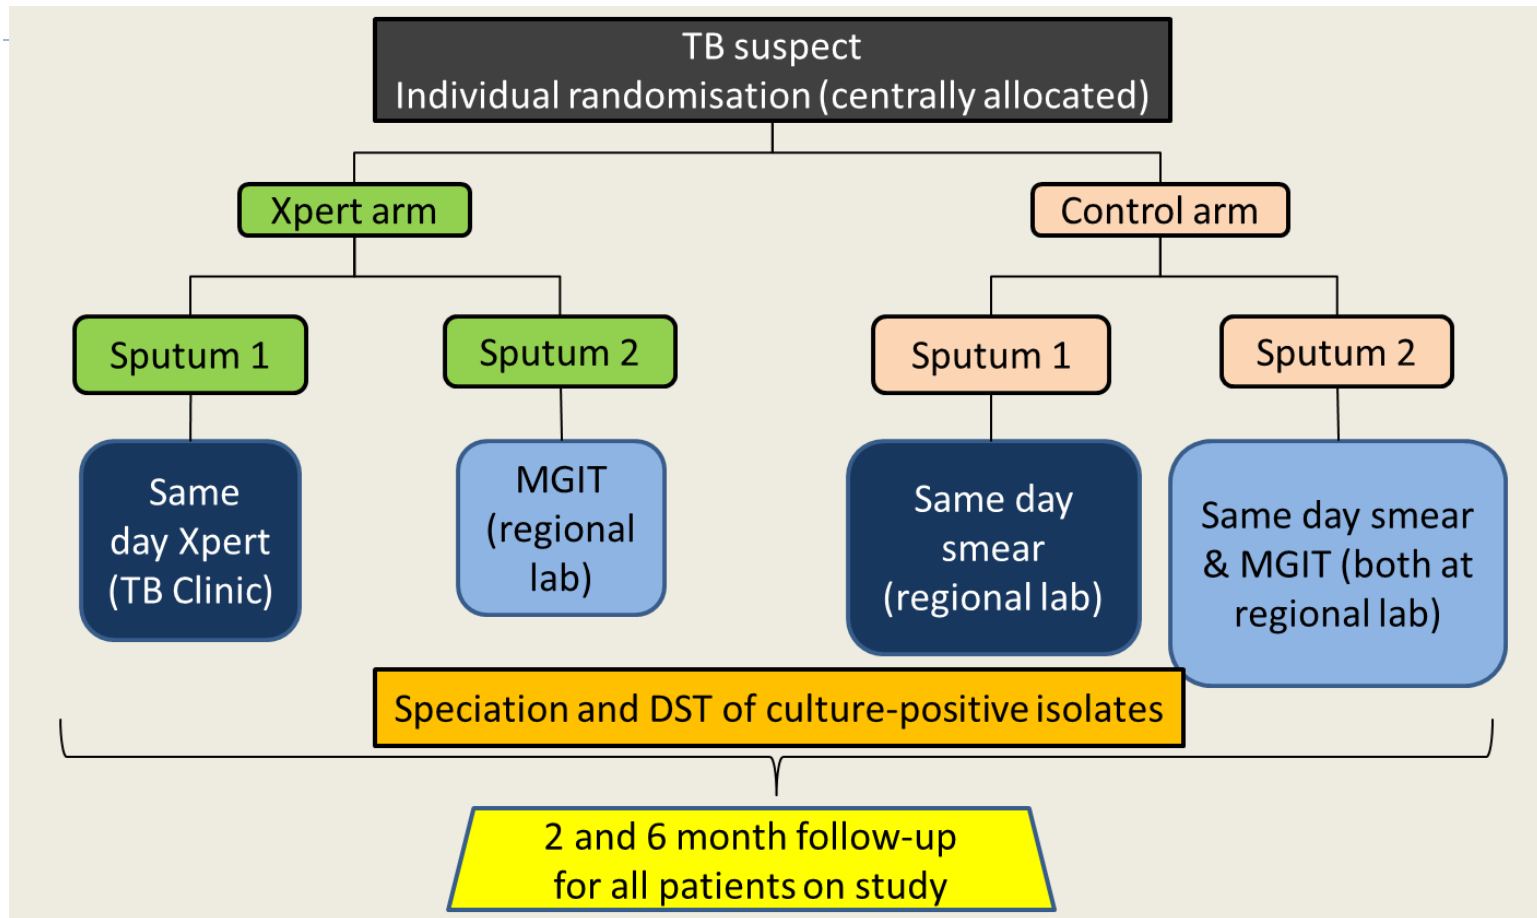 TB suspect
Individual randomisation (centrally allocated)
Xpert arm
Control arm
Sputum 1
Sputum 2
Sputum 1
Sputum 2
Same
day Xpert
(TB Clinic)
MGIT
(regional
lab)
Same day
smear
(regional lab)
Same day smear
& MGIT (both at
regional lab)
Speciation and DST of culture-positive isolates
2 and 6 month follow-up
for all patients on study